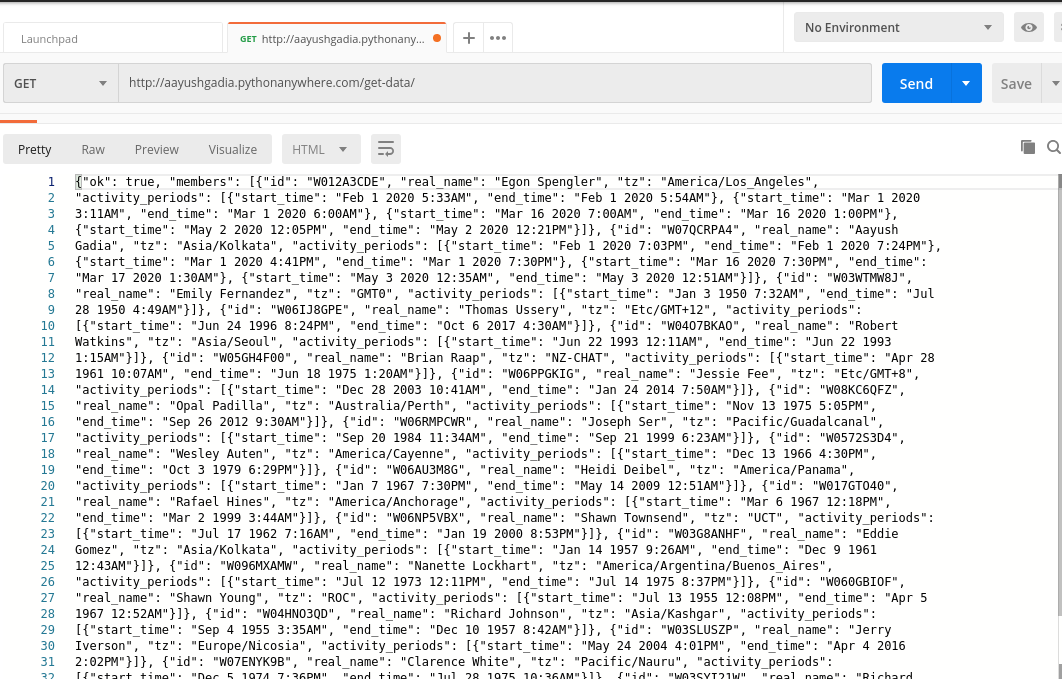 Launchpad
GET http://aayushgadia.pythonany...
+
•••
No Environment
GET
http://aayushgadia.pythonanywhere.com/get-data/
Send
Save
Pretty Raw Preview Visualize HTML
1 {"ok": true, "members": [{"id": "W012A3CDE", "real_name": "Egon Spengler", "tz": "America/Los_Angeles",
2 "activity_periods": [{"start_time": "Feb 1 2020 5:33AM", "end_time": "Feb 1 2020 5:54AM"}, {"start_time": "Mar 1 2020
3 3:11AM", "end_time": "Mar 1 2020 6:00AM"}, {"start_time": "Mar 16 2020 7:00AM", "end_time": "Mar 16 2020 1:00PM"},
4 {"start_time": "May 2 2020 12:05PM", "end_time": "May 2 2020 12:21PM"}]}, {"id": "W07QCRPA4", "real_name": "Aayush
5 Gadia", "tz": "Asia/Kolkata", "activity_periods": [{"start_time": "Feb 1 2020 7:03PM", "end_time": "Feb 1 2020 7:24PM"},
6 {"start_time": "Mar 1 2020 4:41PM", "end_time": "Mar 1 2020 7:30PM"}, {"start_time": "Mar 16 2020 7:30PM", "end_time":
7 "Mar 17 2020 1:30AM"}, {"start_time": "May 3 2020 12:35AM", "end_time": "May 3 2020 12:51AM"}]}, {"id": "W03WTMW8J",
8 "real_name": "Emily Fernandez", "tz": "GMT0", "activity_periods": [{"start_time": "Jan 3 1950 7:32AM", "end_time": "Jul
9 28 1950 4:49AM"}]}, {"id": "W06IJ8GPE", "real_name": "Thomas Ussery", "tz": "Etc/GMT+12", "activity_periods":
10 [{"start_time": "Jun 24 1996 8:24PM", "end_time": "Oct 6 2017 4:30AM"}]}, {"id": "W04O7BKAO", "real_name": "Robert
11 Watkins", "tz": "Asia/Seoul", "activity_periods": [{"start_time": "Jun 22 1993 12:11AM", "end_time": "Jun 22 1993
12 1:15AM"}]}, {"id": "W05GH4F00", "real_name": "Brian Raap", "tz": "NZ-CHAT", "activity_periods": [{"start_time": "Apr 28
13 1961 10:07AM", "end_time": "Jun 18 1975 1:20AM"}]}, {"id": "W06PPGKIG", "real_name": "Jessie Fee", "tz": "Etc/GMT+8",
14 "activity_periods": [{"start_time": "Dec 28 2003 10:41AM", "end_time": "Jan 24 2014 7:50AM"}]}, {"id": "W08KC6QFZ",
15 "real_name": "Opal Padilla", "tz": "Australia/Perth", "activity_periods": [{"start_time": "Nov 13 1975 5:05PM",
16 "end_time": "Sep 26 2012 9:30AM"}]}, {"id": "W06RMPCWR", "real_name": "Joseph Ser", "tz": "Pacific/Guadalcanal",
17 "activity_periods": [{"start_time": "Sep 20 1984 11:34AM", "end_time": "Sep 21 1999 6:23AM"}]}, {"id": "W0572S3D4",
18 "real_name": "Wesley Auten", "tz": "America/Cayenne", "activity_periods": [{"start_time": "Dec 13 1966 4:30PM",
19 "end_time": "Oct 3 1979 6:29PM"}]}, {"id": "W06AU3M8G", "real_name": "Heidi Deibel", "tz": "America/Panama",
20 "activity_periods": [{"start_time": "Jan 7 1967 7:30PM", "end_time": "May 14 2009 12:51AM"}]}, {"id": "W017GTO40",
21 "real_name": "Rafael Hines", "tz": "America/Anchorage", "activity_periods": [{"start_time": "Mar 6 1967 12:18PM",
22 "end_time": "Mar 2 1999 3:44AM"}]}, {"id": "W06NP5VBX", "real_name": "Shawn Townsend", "tz": "UCT", "activity_periods":
23 [{"start_time": "Jul 17 1962 7:16AM", "end_time": "Jan 19 2000 8:53PM"}]}, {"id": "W03G8ANHF", "real_name": "Eddie
24 Gomez", "tz": "Asia/Kolkata", "activity_periods": [{"start_time": "Jan 14 1957 9:26AM", "end_time": "Dec 9 1961
25 12:43AM"}]}, {"id": "W096MXAMW", "real_name": "Nanette Lockhart", "tz": "America/Argentina/Buenos_Aires",
26 "activity_periods": [{"start_time": "Jul 12 1973 12:11PM", "end_time": "Jul 14 1975 8:37PM"}]}, {"id": "W060GBIOF",
27 "real_name": "Shawn Young", "tz": "ROC", "activity_periods": [{"start_time": "Jul 13 1955 12:08PM", "end_time": "Apr 5
28 1967 12:52AM"}]}, {"id": "W04HNO3QD", "real_name": "Richard Johnson", "tz": "Asia/Kashgar", "activity_periods":
29 [{"start_time": "Sep 4 1955 3:35AM", "end_time": "Dec 10 1957 8:42AM"}]}, {"id": "W03SLUSZP", "real_name": "Jerry
30 Iverson", "tz": "Europe/Nicosia", "activity_periods": [{"start_time": "May 24 2004 4:01PM", "end_time": "Apr 4 2016
31 2:02PM"}]}, {"id": "W07ENYK9B", "real_name": "Clarence White", "tz": "Pacific/Nauru", "activity_periods":
32 [{"start_time": "Dec 5 1974 7:36PM", "end_time": "Jul 28 1975 10:36AM"}]}, {"id": "W03SYI21W", "real_name": "Richard